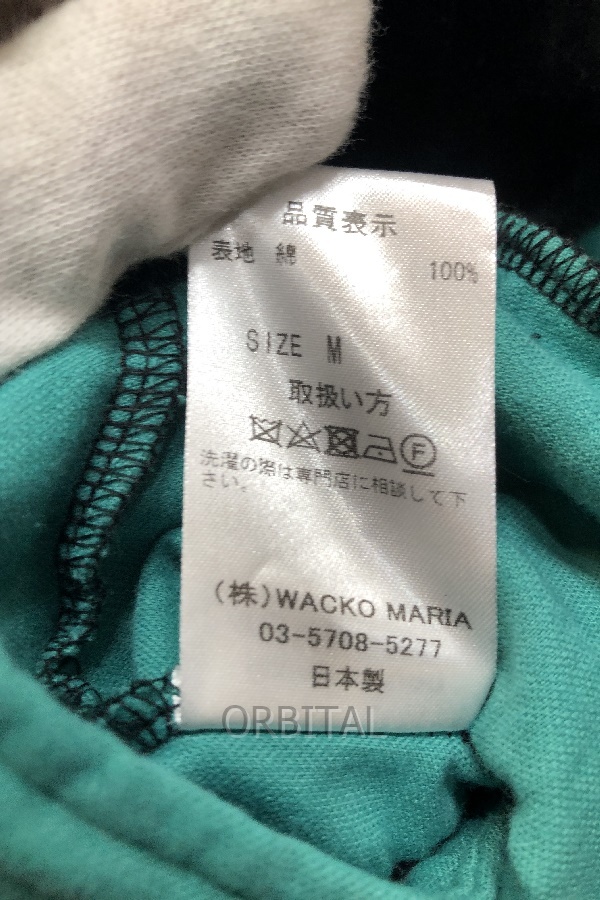 品質表示
表地 綿 100%
SIZE M
取扱い方
F
洗濯の際は専門店に相談して下
さい。
(株)WACKO MARIA
03-5708-5277
日本製
ORBITAL